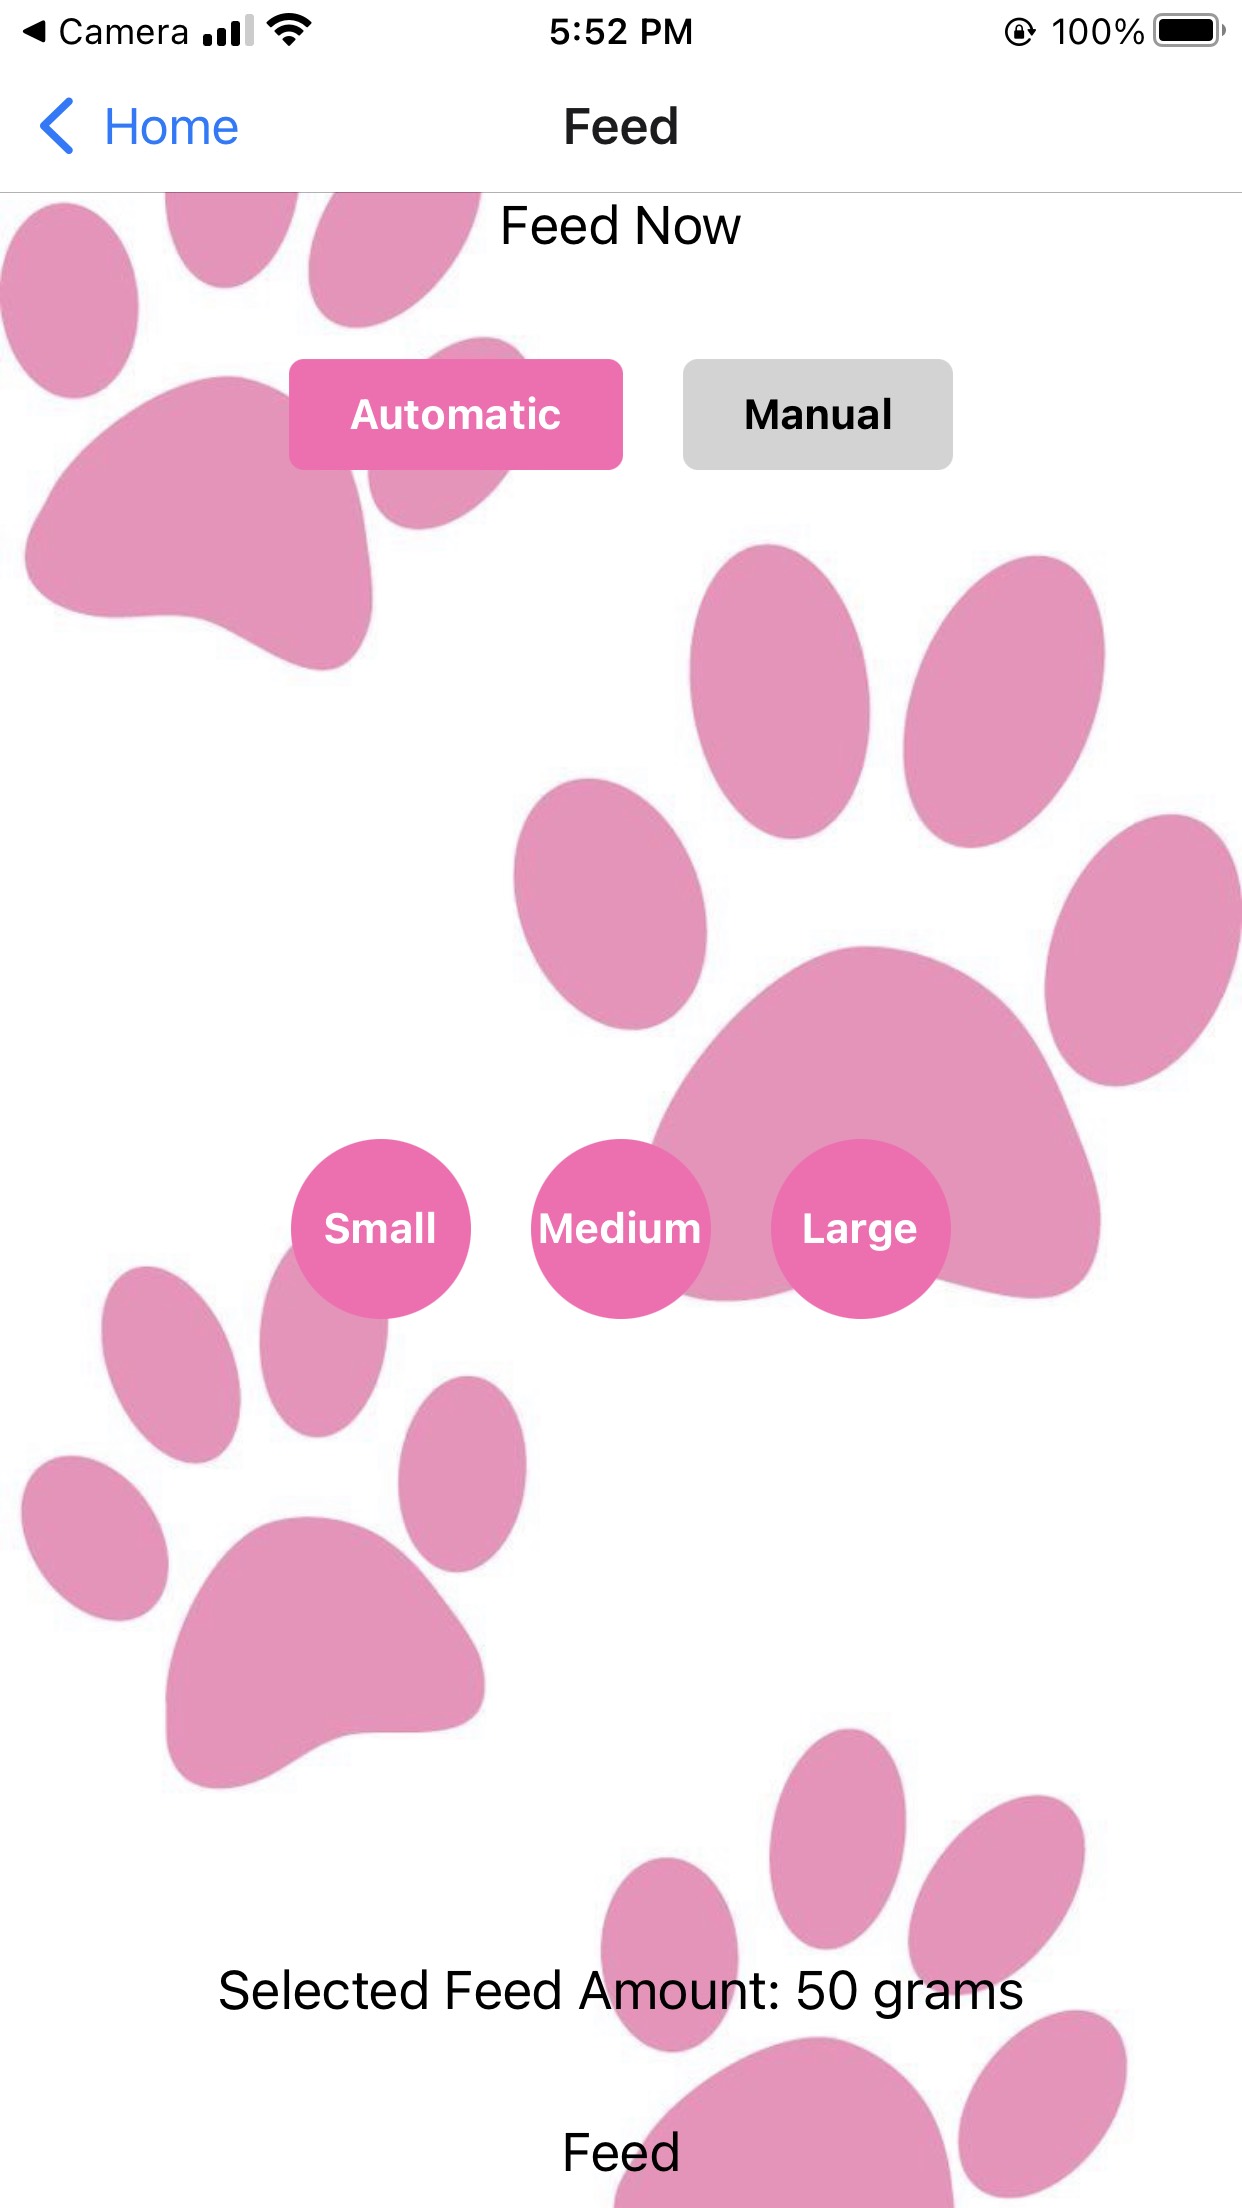 Camera 5:52 PM 100%
Home Feed
Feed Now
Automatic Manual
Small Medium Large
Selected Feed Amount: 50 grams
Feed